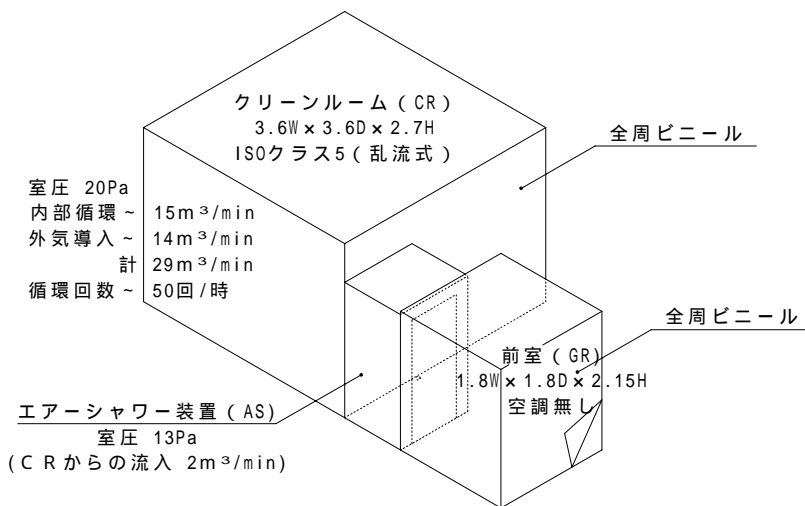 クリーンルーム(CR)
3.6W×3.6D×2.7H
ISOクラス5(乱流式)
全周ビニール
室圧 20Pa
内部循環~ 15m³/min
外気導入~ 14m³/min
計 29m³/min
循環回数~ 50回/時
全周ビニール
前室(GR)
1.8W×1.8D×2.15H
空調無し
エアーシャワー装置(AS)
室圧 13Pa
(CRからの流入 2m³/min)